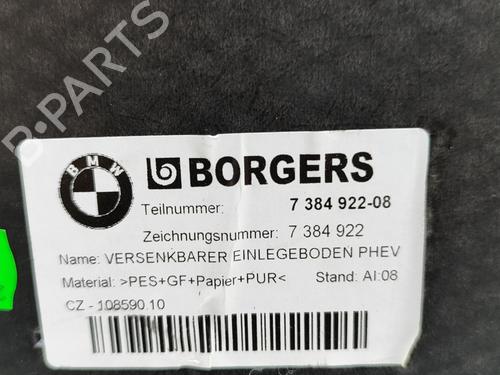 B-PARTS
BMW BORGERS
Teilnummer: 7 384 922-08
Zeichnungsnummer: 7 384 922
Name: VERSENKBARER EINLEGEBODEN PHEV
Material: >PES+GF+Papier+PUR< Stand: AI:08
CZ - 108590.10